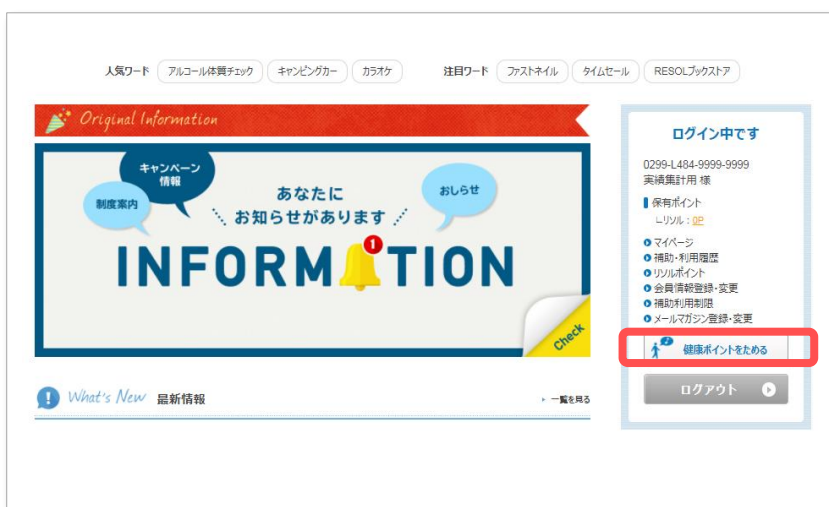 人気ワード アルコール体質チェック キャンピングカー カラオケ 注目ワード ファストネイル タイムセール RESOLブックストア
Original Information
キャンペーン
情報
制度案内
あなたに
お知らせがあります
おしらせ
INFORM 1 TION
Check
What's New 最新情報
一覧を見る
ログイン中です
0299-L484-9999-9999
実績集計用 様
保有ポイント
└リソル：0P
マイページ
補助・利用履歴
リソルポイント
会員情報登録・変更
補助利用制限
メールマガジン登録・変更
健康ポイントをためる
ログアウト